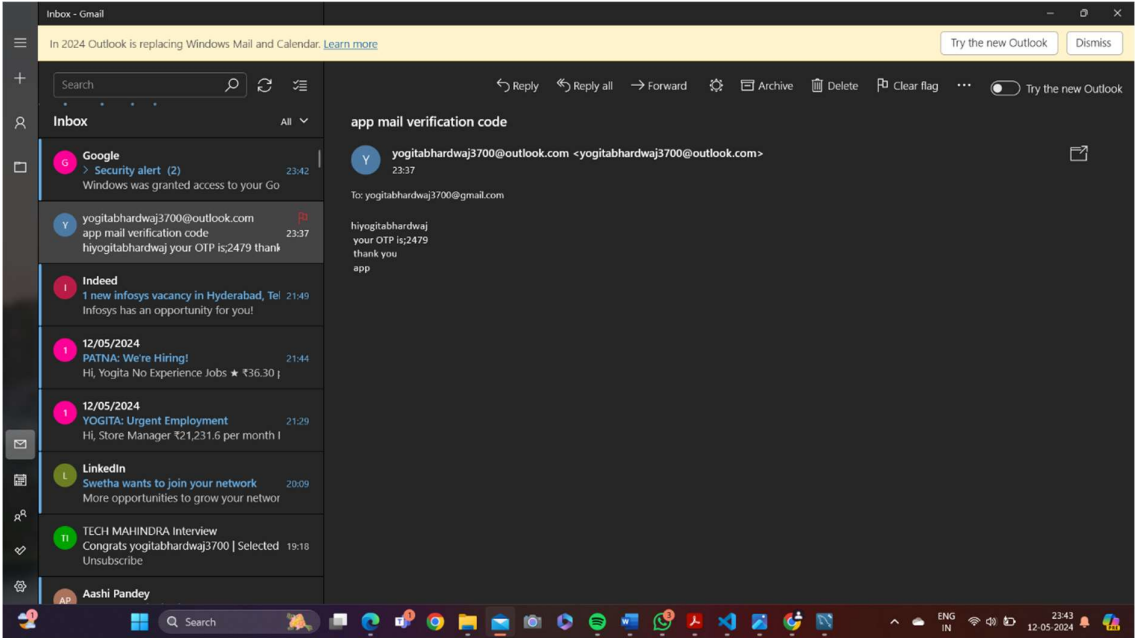 Inbox - Gmail
In 2024 Outlook is replacing Windows Mail and Calendar. Learn more
Try the new Outlook
Dismiss
Search
Reply
Reply all
Forward
Archive
Delete
Clear flag
Try the new Outlook
Inbox
All
app mail verification code
G
Google
> Security alert (2)
23:42
Windows was granted access to your Go
Y
yogitabhardwaj3700@outlook.com <yogitabhardwaj3700@outlook.com>
23:37
To: yogitabhardwaj3700@gmail.com
hiyogitabhardwaj
your OTP is;2479
thank you
app
Y
yogitabhardwaj3700@outlook.com
app mail verification code
23:37
hiyogitabhardwaj your OTP is;2479 thank
I
Indeed
1 new infosys vacancy in Hyderabad, Tel
21:49
Infosys has an opportunity for you!
1
12/05/2024
PATNA: We're Hiring!
21:44
Hi, Yogita No Experience Jobs ★ ₹36.30
1
12/05/2024
YOGITA: Urgent Employment
21:29
Hi, Store Manager ₹21,231.6 per month
L
LinkedIn
Swetha wants to join your network
20:09
More opportunities to grow your networ
TI
TECH MAHINDRA Interview
Congrats yogitabhardwaj3700 | Selected
19:18
Unsubscribe
AP
Aashi Pandey
1
Search
ENG
IN
23:43
12-05-2024